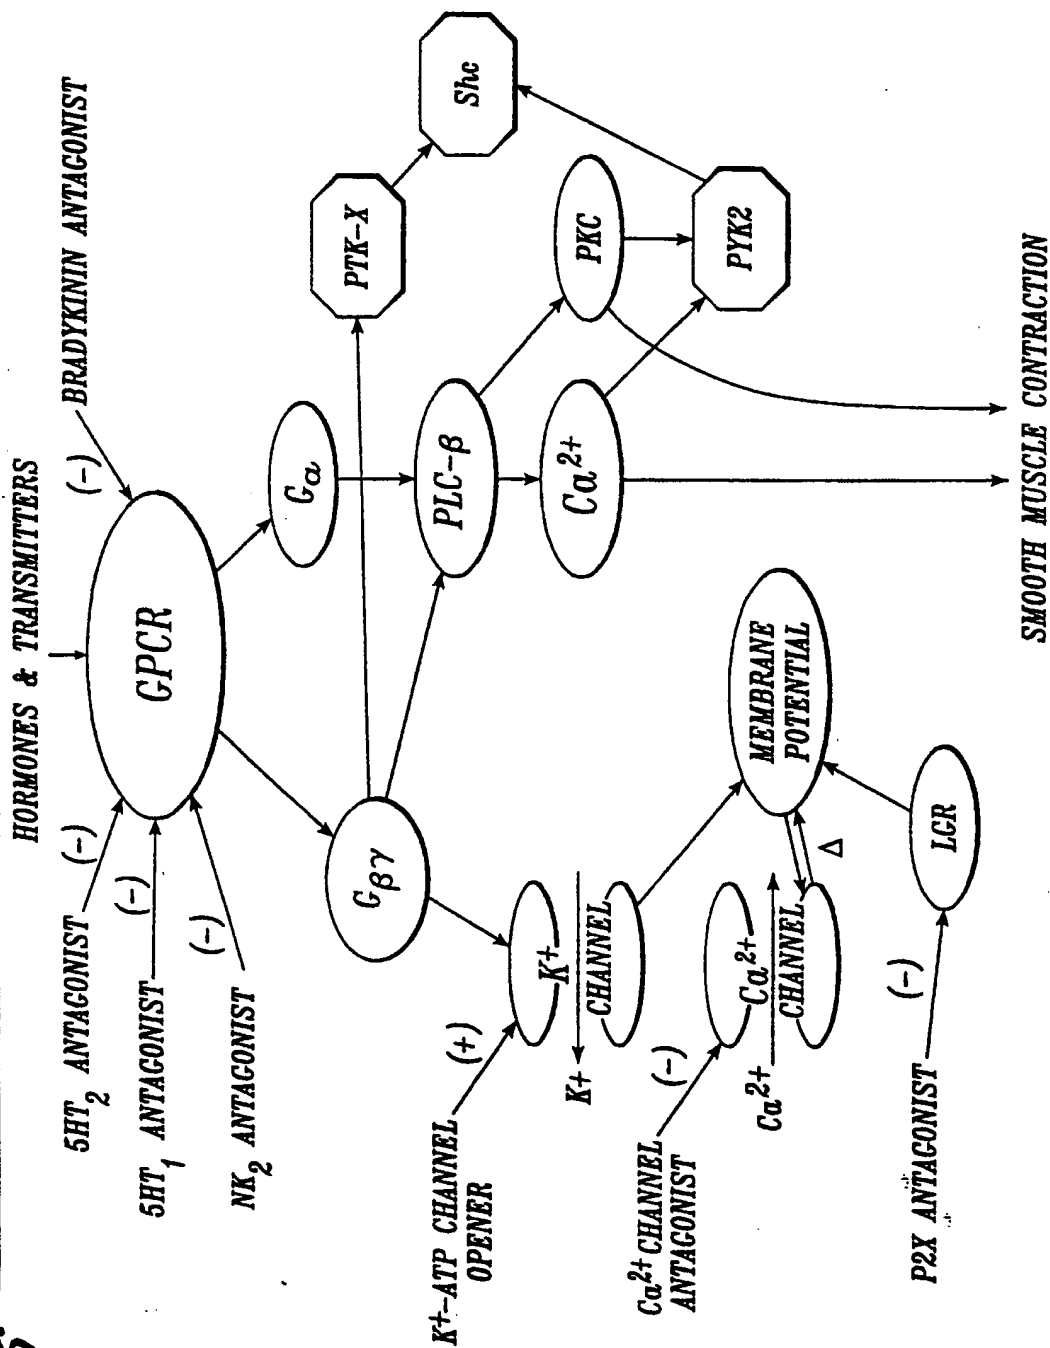 HORMONES & TRANSMITTERS
5HT2 ANTAGONIST
(-)
5HT1 ANTAGONIST
(-)
NK2 ANTAGONIST
(-)
GPCR
(-)
BRADYKININ ANTAGONIST
Gα
Gβγ
PTK-X
Shc
PLC-β
PKC
Ca2+
PYK2
K+-ATP CHANNEL
OPENER
(+)
K+
CHANNEL
K+
Ca2+ CHANNEL
ANTAGONIST
(-)
Ca2+
Ca2+
CHANNEL
Δ
MEMBRANE
POTENTIAL
P2X ANTAGONIST
(-)
LGR
SMOOTH MUSCLE CONTRACTION